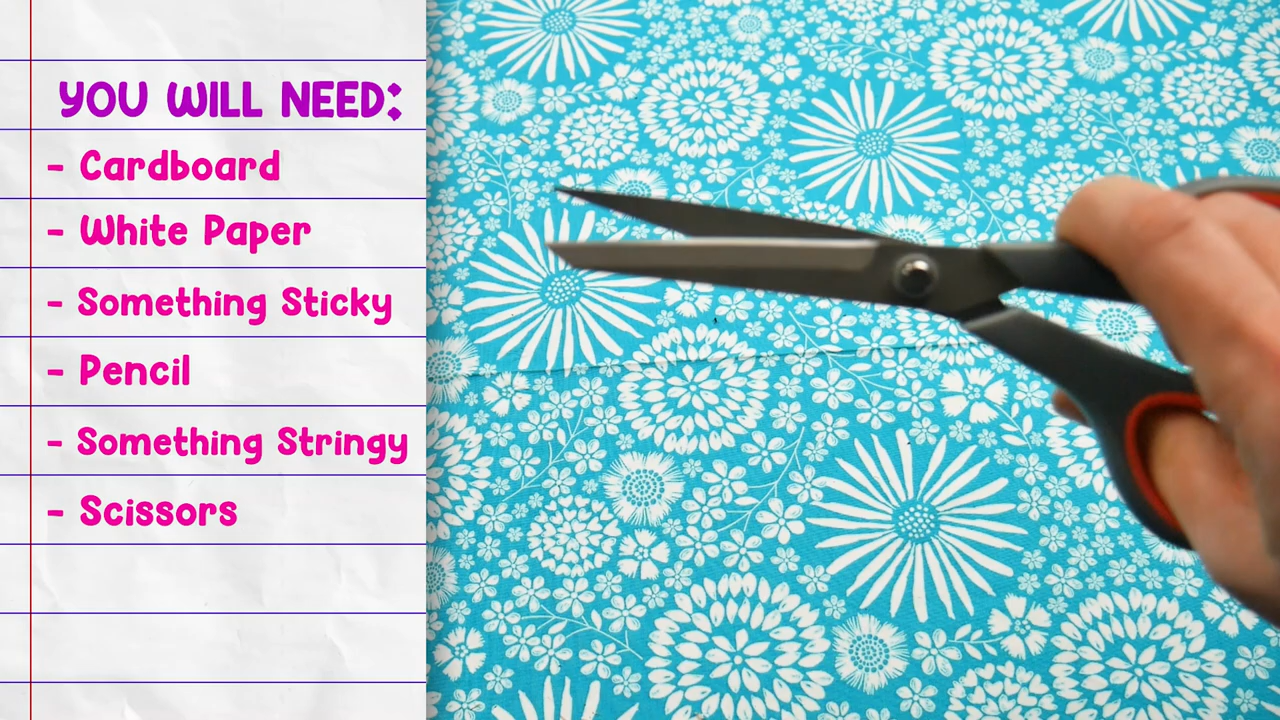 YOU WILL NEED:
- Cardboard
- White Paper
- Something Sticky
- Pencil
- Something Stringy
- Scissors